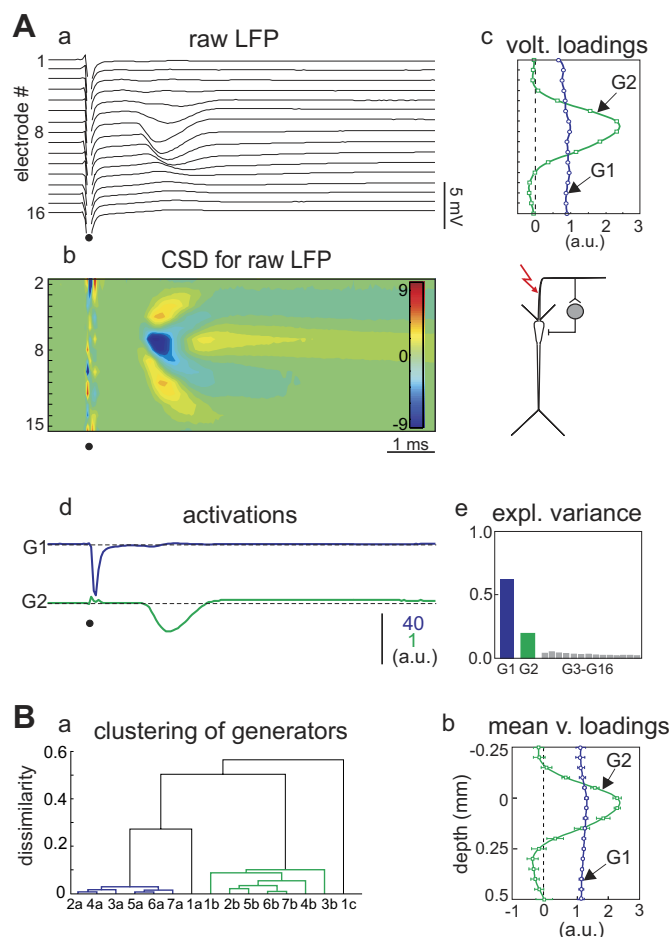 A
a
raw LFP
c
volt. loadings
1
8
16
electrode #
5 mV
G2
G1
0 1 2 3
(a.u.)
b
CSD for raw LFP
2
8
15
9
0
-9
1 ms
d
activations
G1
G2
40
1
(a.u.)
e
expl. variance
1.0
0.5
0.0
G1 G2 G3-G16
B
a
clustering of generators
dissimilarity
0.6
0.4
0.2
0
2a 4a 3a 5a 6a 7a 1a 1b 2b 5b 6b 7b 4b 3b 1c
b
mean v. loadings
depth (mm)
-0.25
0
0.25
0.5
G2
G1
-1 0 1 2 3
(a.u.)